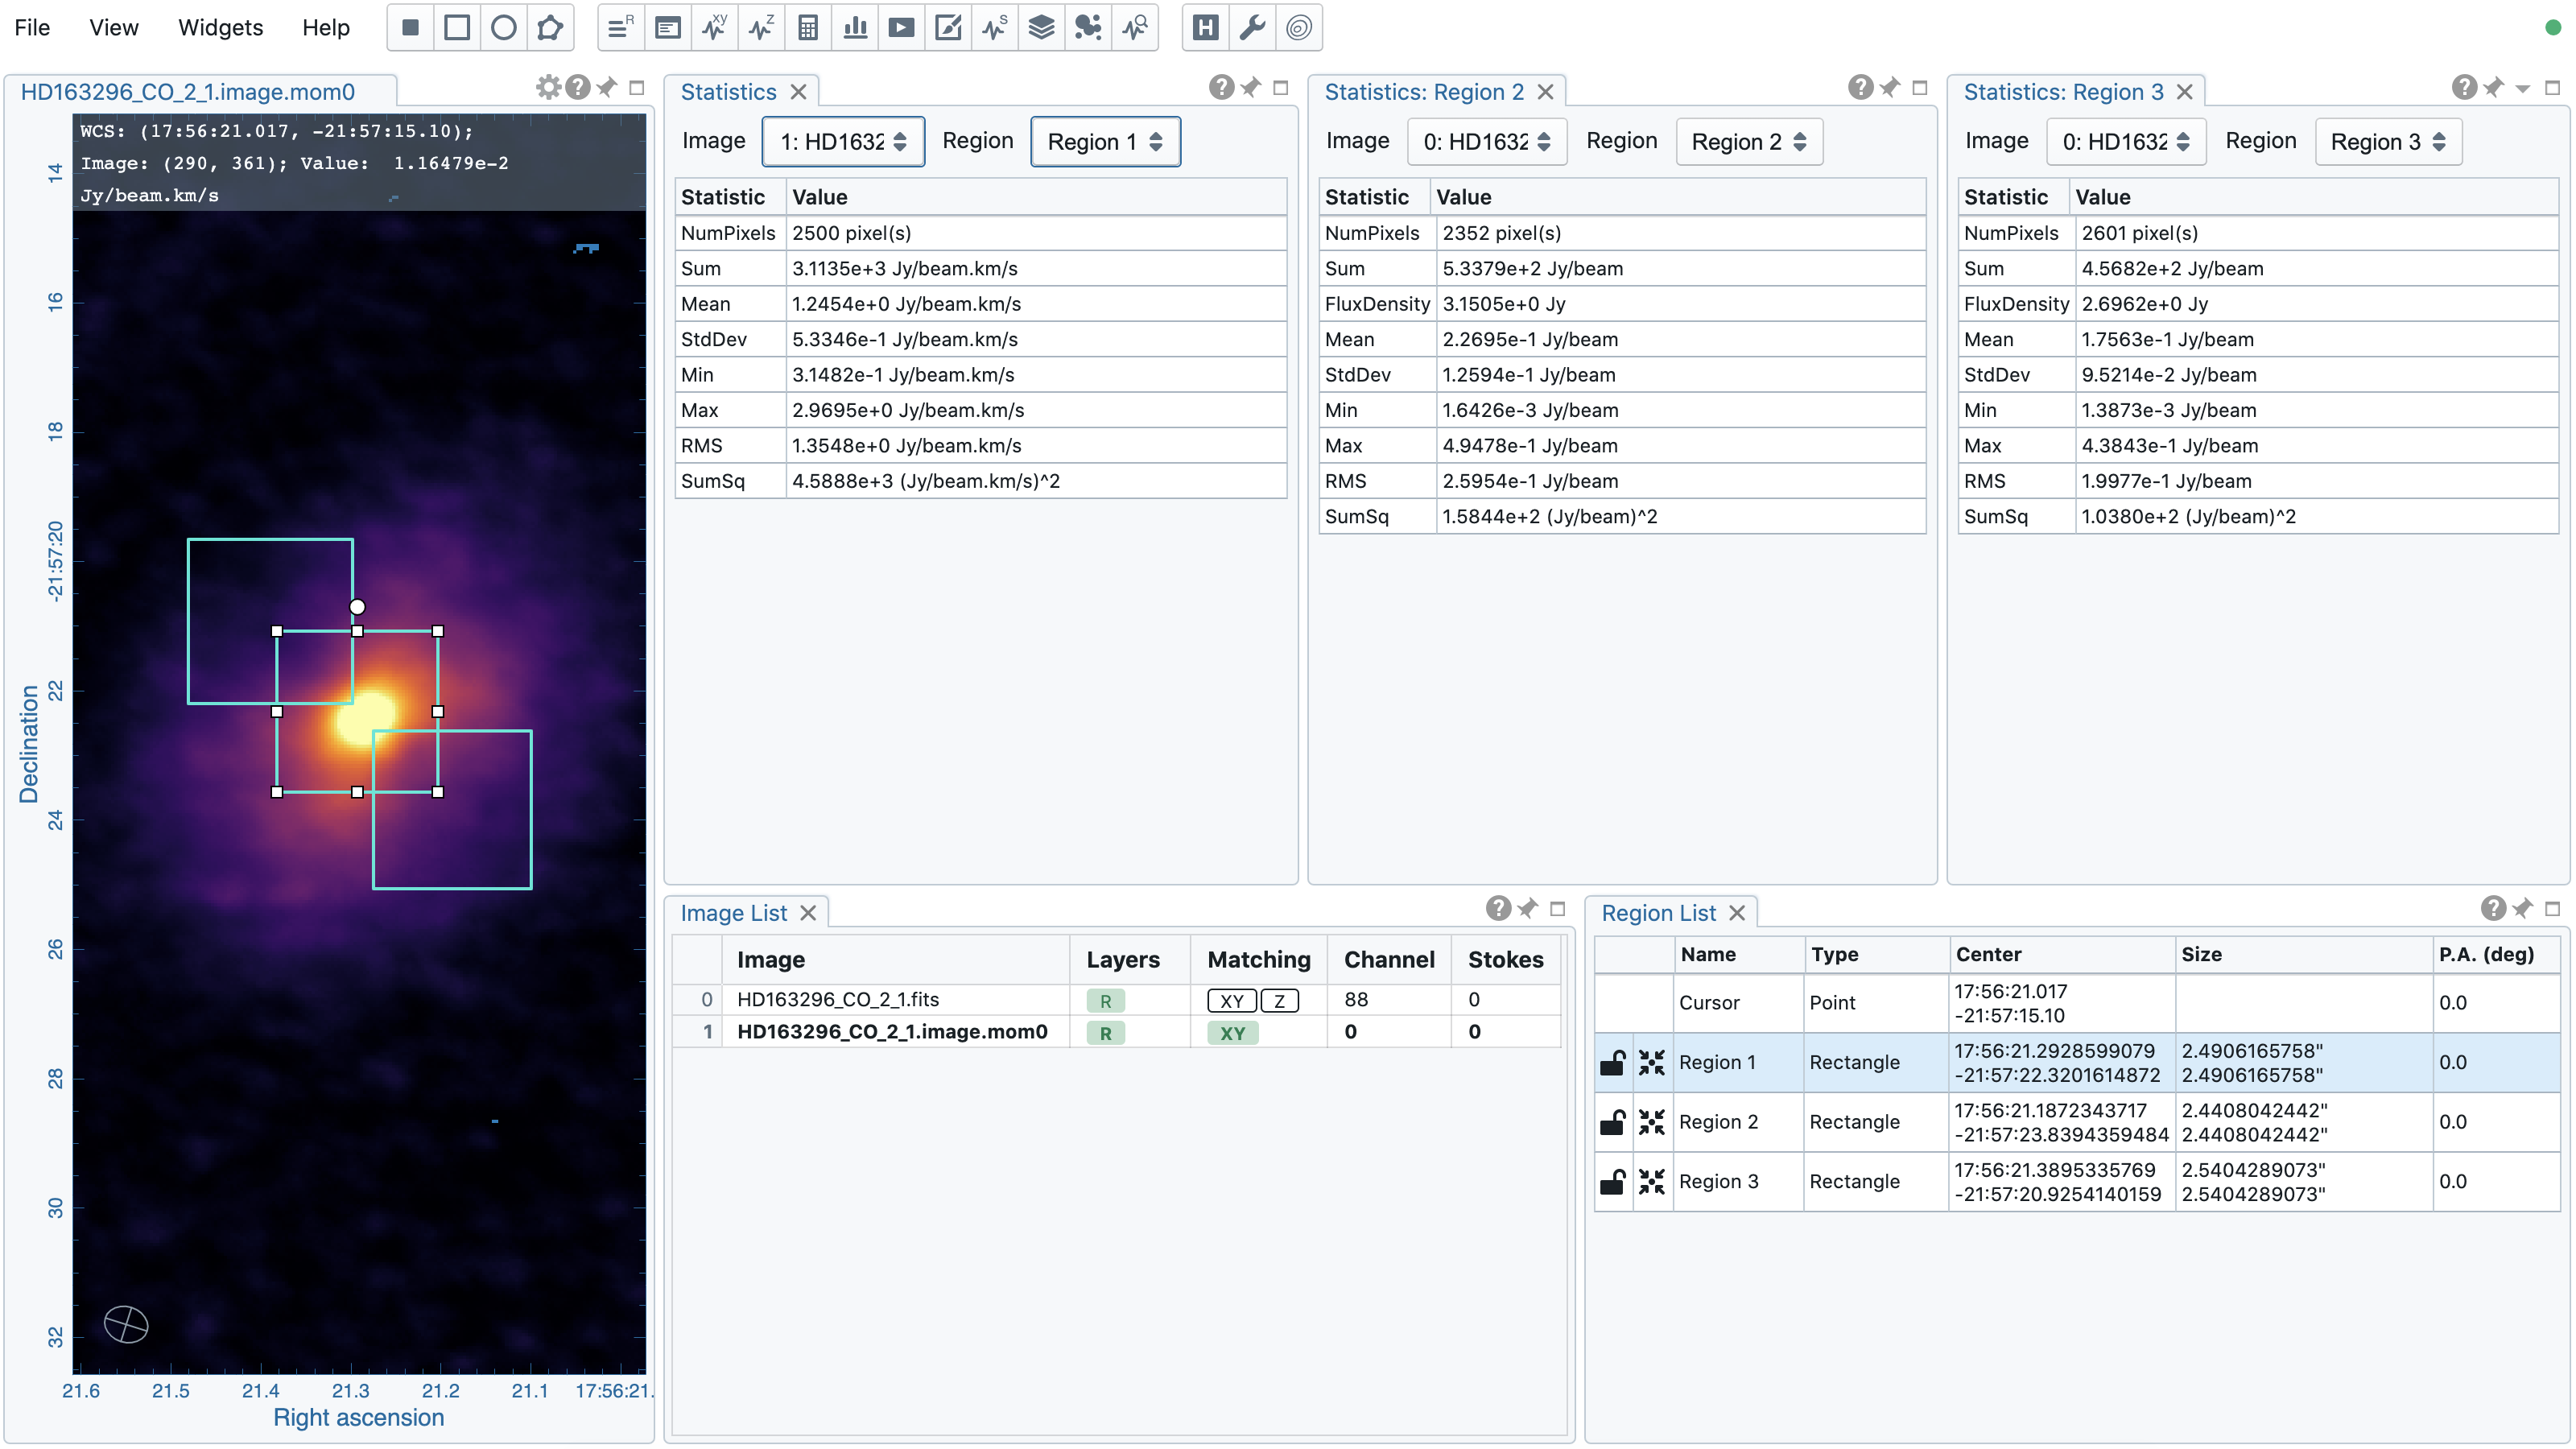 File View Widgets Help
HD163296_CO_2_1.image.mom0
WCS: (17:56:21.017, -21:57:15.10);
Image: (290, 361); Value: 1.16479e-2
Jy/beam.km/s
14
16
18
-21:57:20
22
24
26
28
30
32
Declination
21.6 21.5 21.4 21.3 21.2 21.1 17:56:21.
Right ascension
Statistics
Image 1: HD1632 Region Region 1
Statistic Value
NumPixels 2500 pixel(s)
Sum 3.1135e+3 Jy/beam.km/s
Mean 1.2454e+0 Jy/beam.km/s
StdDev 5.3346e-1 Jy/beam.km/s
Min 3.1482e-1 Jy/beam.km/s
Max 2.9695e+0 Jy/beam.km/s
RMS 1.3548e+0 Jy/beam.km/s
SumSq 4.5888e+3 (Jy/beam.km/s)^2
Statistics: Region 2
Image 0: HD1632 Region Region 2
Statistic Value
NumPixels 2352 pixel(s)
Sum 5.3379e+2 Jy/beam
FluxDensity 3.1505e+0 Jy
Mean 2.2695e-1 Jy/beam
StdDev 1.2594e-1 Jy/beam
Min 1.6426e-3 Jy/beam
Max 4.9478e-1 Jy/beam
RMS 2.5954e-1 Jy/beam
SumSq 1.5844e+2 (Jy/beam)^2
Statistics: Region 3
Image 0: HD1632 Region Region 3
Statistic Value
NumPixels 2601 pixel(s)
Sum 4.5682e+2 Jy/beam
FluxDensity 2.6962e+0 Jy
Mean 1.7563e-1 Jy/beam
StdDev 9.5214e-2 Jy/beam
Min 1.3873e-3 Jy/beam
Max 4.3843e-1 Jy/beam
RMS 1.9977e-1 Jy/beam
SumSq 1.0380e+2 (Jy/beam)^2
Image List
Image Layers Matching Channel Stokes
0 HD163296_CO_2_1.fits R XY Z 88 0
1 HD163296_CO_2_1.image.mom0 R XY 0 0
Region List
Name Type Center Size P.A. (deg)
Cursor Point 17:56:21.017 0.0
-21:57:15.10
Region 1 Rectangle 17:56:21.2928599079 2.4906165758" 0.0
-21:57:22.3201614872 2.4906165758"
Region 2 Rectangle 17:56:21.1872343717 2.4408042442" 0.0
-21:57:23.8394359484 2.4408042442"
Region 3 Rectangle 17:56:21.3895335769 2.5404289073" 0.0
-21:57:20.9254140159 2.5404289073"